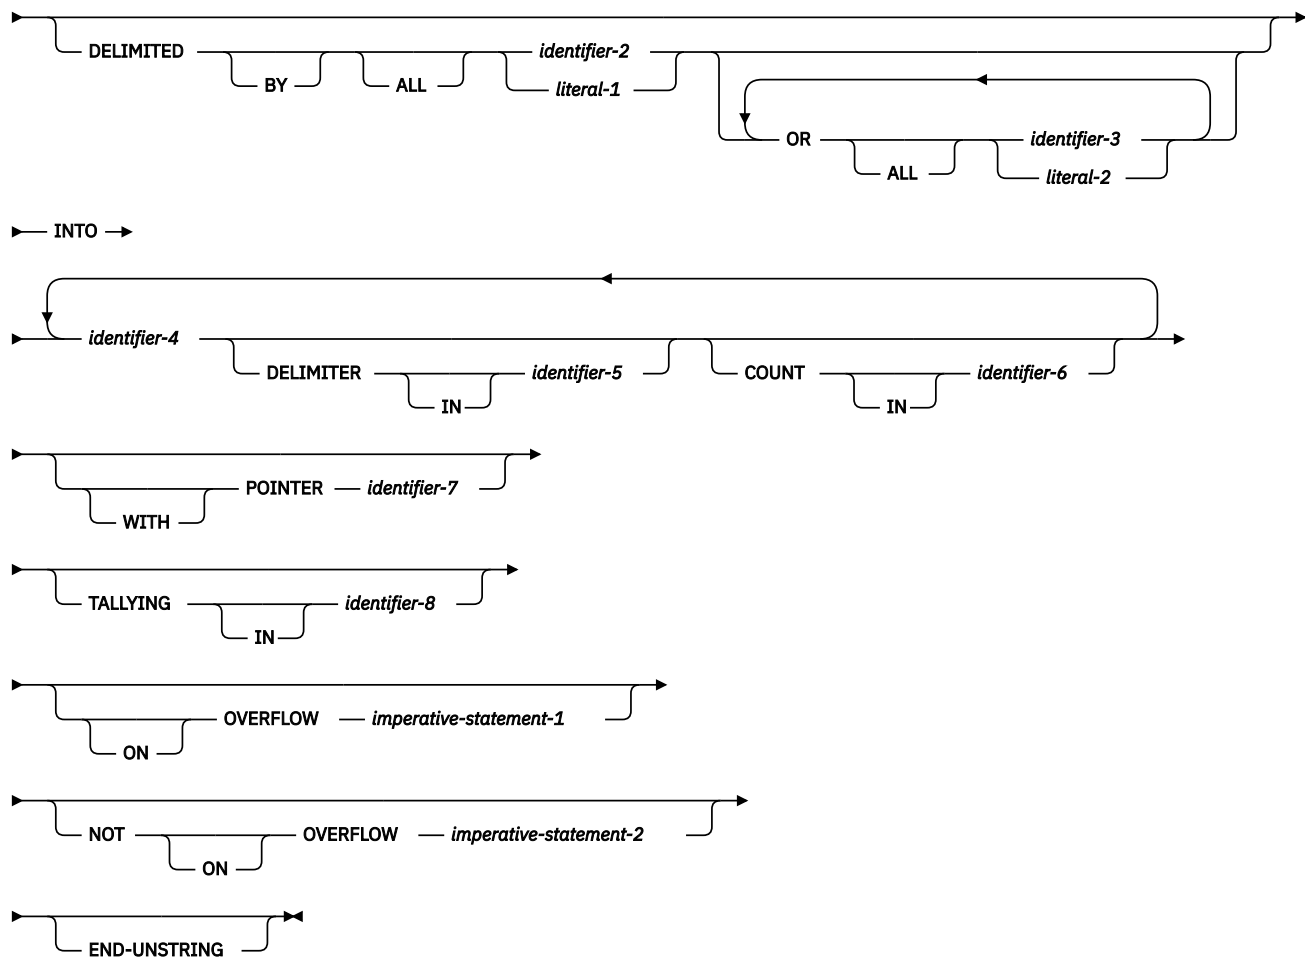 DELIMITED identifier-2
BY ALL literal-1
OR identifier-3
ALL literal-2
INTO
identifier-4
DELIMITER identifier-5 COUNT identifier-6
IN IN
POINTER identifier-7
WITH
TALLYING identifier-8
IN
OVERFLOW imperative-statement-1
ON
NOT OVERFLOW imperative-statement-2
ON
END-UNSTRING